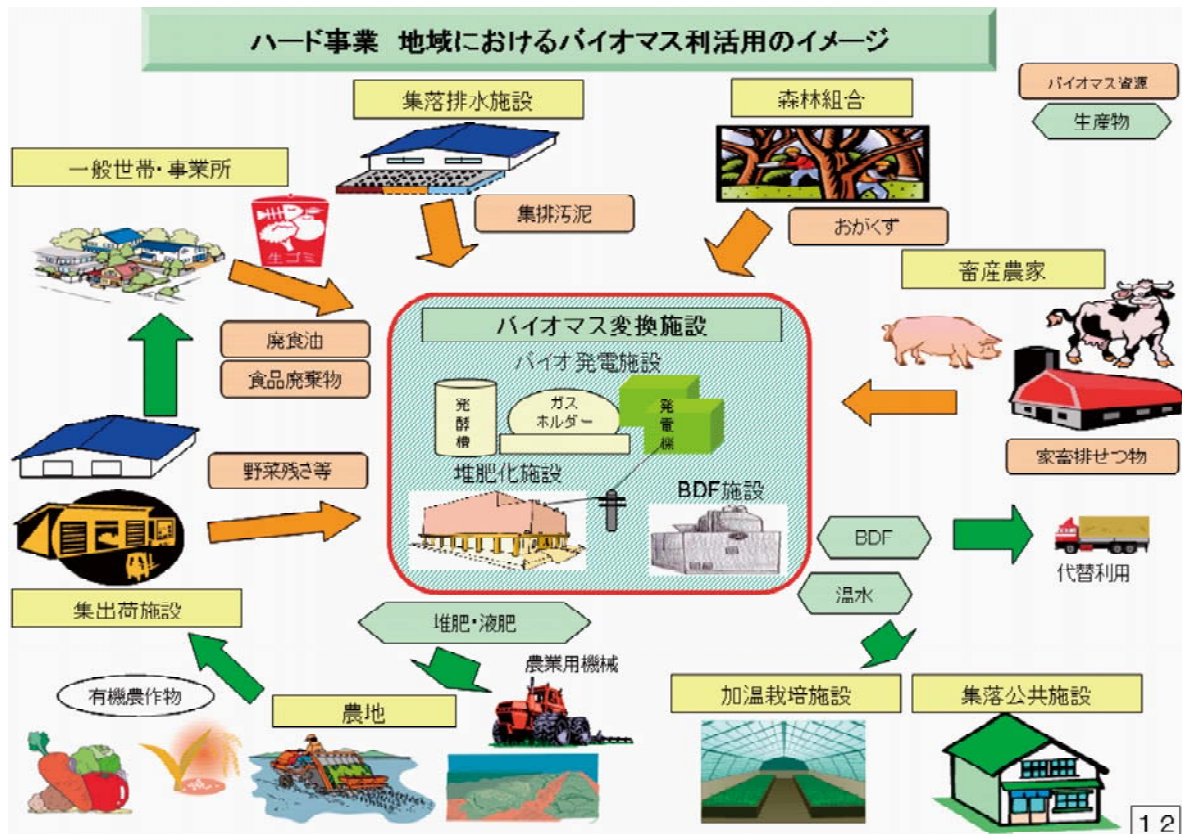 ハード事業 地域におけるバイオマス利活用のイメージ
バイオマス資源
生産物
集落排水施設
森林組合
一般世帯・事業所
生ゴミ
集排汚泥
おがくず
畜産農家
廃食油
食品廃棄物
バイオマス変換施設
バイオ発電施設
発酵槽
ガス
ホルダー
発電機
野菜残さ等
堆肥化施設
BDF施設
家畜排せつ物
BDF
代替利用
温水
集出荷施設
堆肥・液肥
農業用機械
有機農作物
農地
加温栽培施設
集落公共施設
12